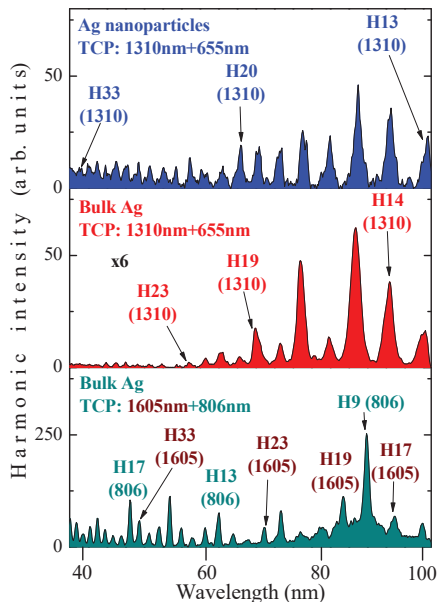 Ag nanoparticles
TCP: 1310nm+655nm
H13
(1310)
H20
(1310)
H33
(1310)
50
0
Bulk Ag
TCP: 1310nm+655nm
H14
(1310)
x6
H19
(1310)
H23
(1310)
50
0
Bulk Ag
TCP: 1605nm+806nm
H9 (806)
H33
(1605)
H23
(1605)
H17
(806)
H13
(806)
H19
(1605)
H17
(1605)
250
0
40
60
80
100
Wavelength (nm)
Harmonic intensity (arb. units)